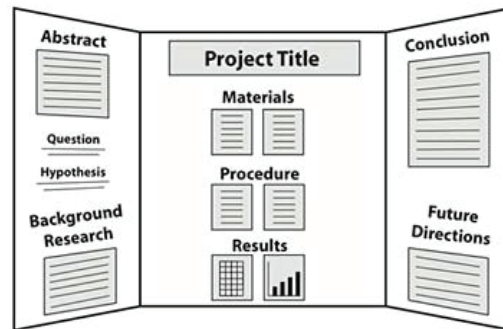 Abstract
Question
Hypothesis
Background
Research
Project Title
Materials
Procedure
Results
Conclusion
Future
Directions